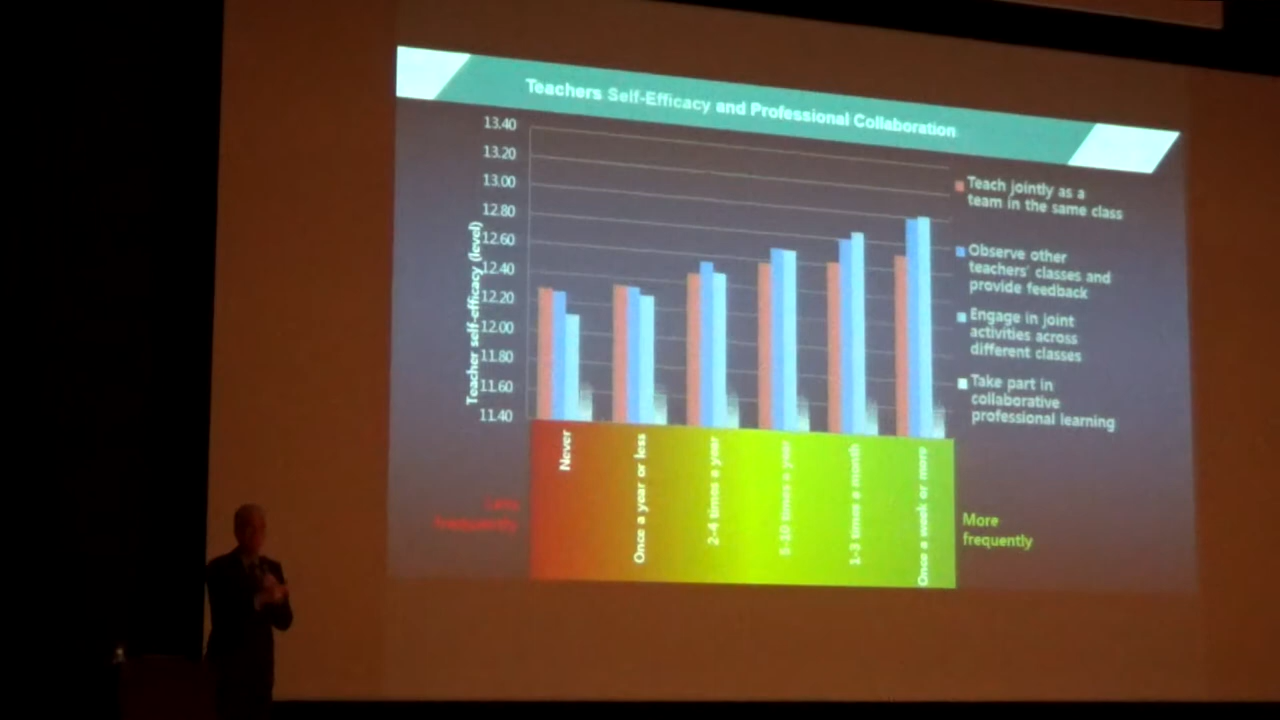 Teachers Self-Efficacy and Professional Collaboration
13.40
13.20
13.00
12.80
12.60
12.40
12.20
12.00
11.80
11.60
11.40
Teacher self-efficacy (level)
Teach jointly as a
team in the same class
Observe other
teachers' classes and
provide feedback
Engage in joint
activities across
different classes
Take part in
collaborative
professional learning
Never
Once a year or less
2-4 times a year
5-10 times a year
1-3 times a month
Once a week or more
Less
frequently
More
frequently